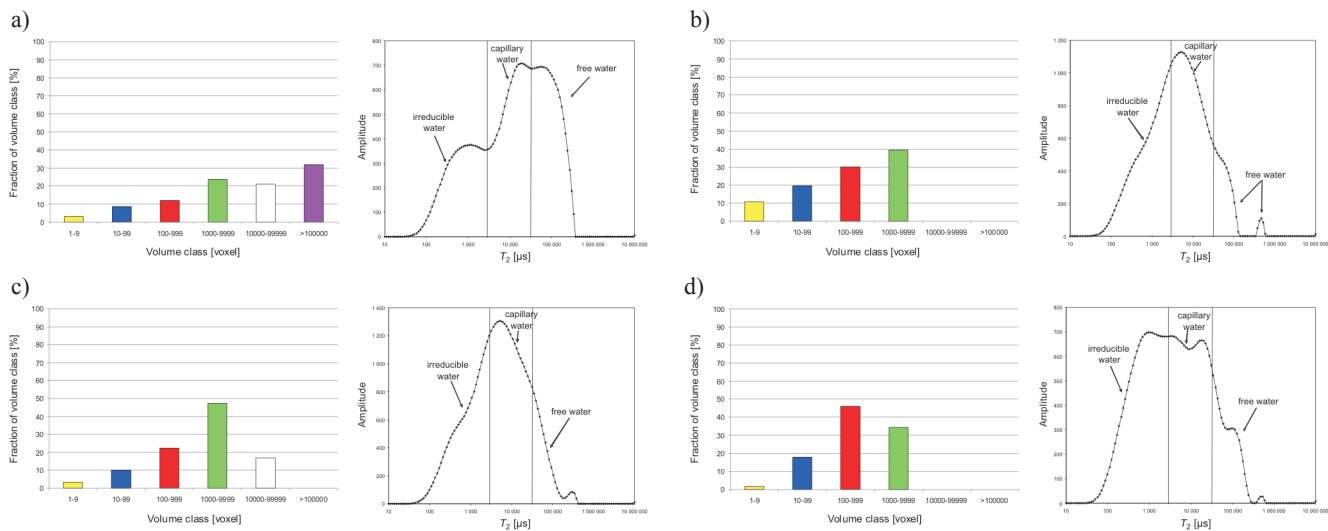 a)
Fraction of volume class [%]
100
90
80
70
60
50
40
30
20
10
0
1-9
10-99
100-999
1000-9999
10000-99999
>100000
Volume class [voxel]
Amplitude
800
700
600
500
400
300
200
100
0
irreducible
water
capillary
water
free water
10
100
1 000
10 000
100 000
1 000 000
10 000 000
T2 [µs]
b)
Fraction of volume class [%]
100
90
80
70
60
50
40
30
20
10
0
1-9
10-99
100-999
1000-9999
10000-99999
>100000
Volume class [voxel]
Amplitude
1 200
1 000
800
600
400
200
0
irreducible
water
capillary
water
free water
10
100
1 000
10 000
100 000
1 000 000
10 000 000
T2 [µs]
c)
Fraction of volume class [%]
100
90
80
70
60
50
40
30
20
10
0
1-9
10-99
100-999
1000-9999
10000-99999
>100000
Volume class [voxel]
Amplitude
1 400
1 200
1 000
800
600
400
200
0
irreducible
water
capillary
water
free water
10
100
1 000
10 000
100 000
1 000 000
10 000 000
T2 [µs]
d)
Fraction of volume class [%]
100
90
80
70
60
50
40
30
20
10
0
1-9
10-99
100-999
1000-9999
10000-99999
>100000
Volume class [voxel]
Amplitude
800
700
600
500
400
300
200
100
0
irreducible
water
capillary
water
free water
10
100
1 000
10 000
100 000
1 000 000
10 000 000
T2 [µs]